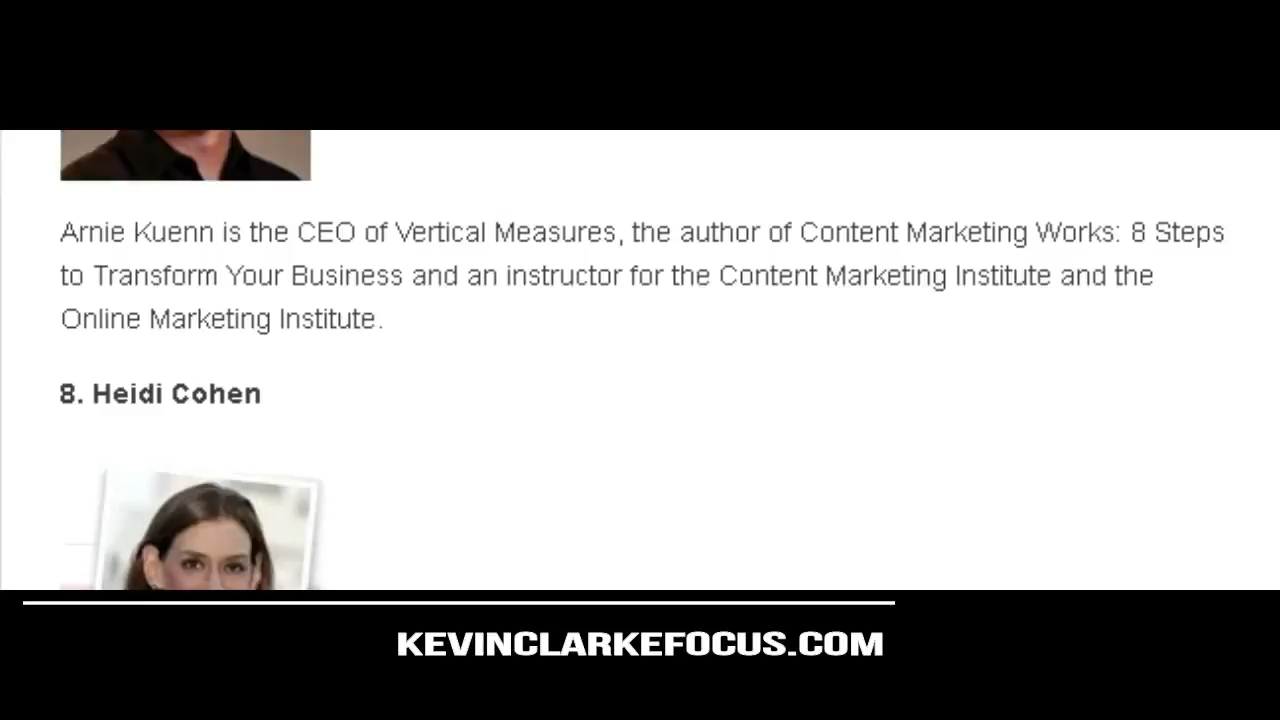 Arnie Kuenn is the CEO of Vertical Measures, the author of Content Marketing Works: 8 Steps
to Transform Your Business and an instructor for the Content Marketing Institute and the
Online Marketing Institute.
8. Heidi Cohen
KEVINCLARKEFOCUS.COM